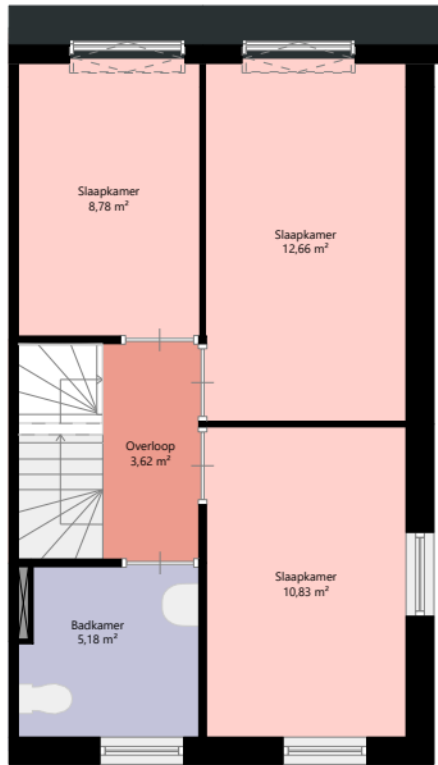 Slaapkamer
8,78 m²
Slaapkamer
12,66 m²
Overloop
3,62 m²
Slaapkamer
10,83 m²
Badkamer
5,18 m²